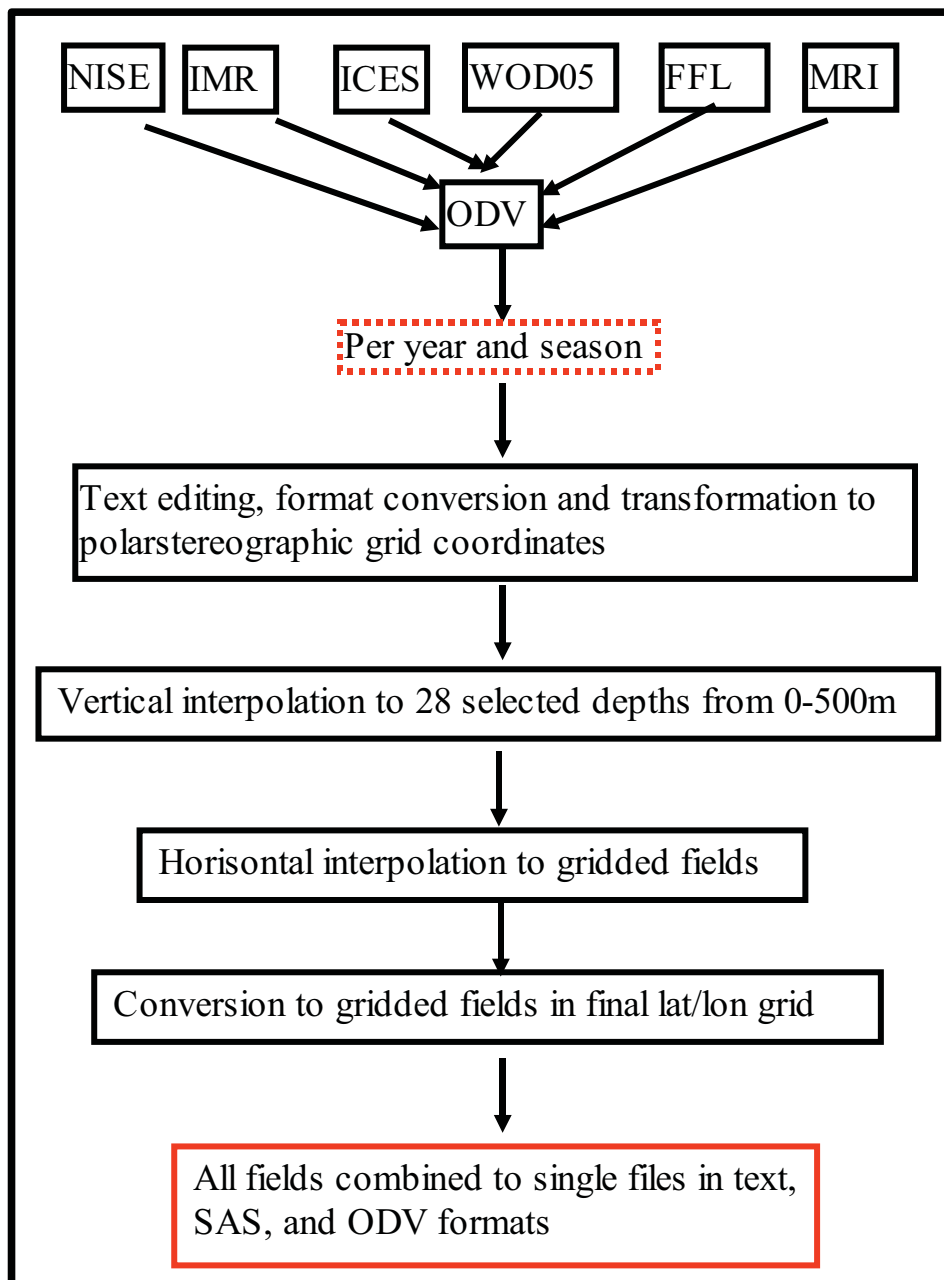 NISE IMR ICES WOD05 FFL MRI
ODV
Per year and season
Text editing, format conversion and transformation to
polarstereographic grid coordinates
Vertical interpolation to 28 selected depths from 0-500m
Horisontal interpolation to gridded fields
Conversion to gridded fields in final lat/lon grid
All fields combined to single files in text,
SAS, and ODV formats